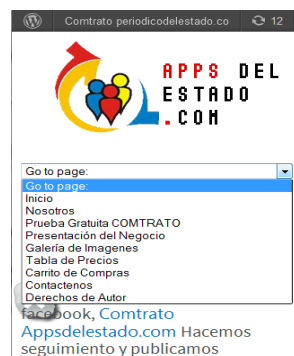 Comtrato periodicodelestado.co 12
APPS DEL
ESTADO
.COM
Go to page:
Go to page:
Inicio
Nosotros
Prueba Gratuita COMTRATO
Presentación del Negocio
Galería de Imagenes
Tabla de Precios
Carrito de Compras
Contactenos
Derechos de Autor
facebook, Comtrato
Appsdelestado.com Hacemos
seguimiento y publicamos